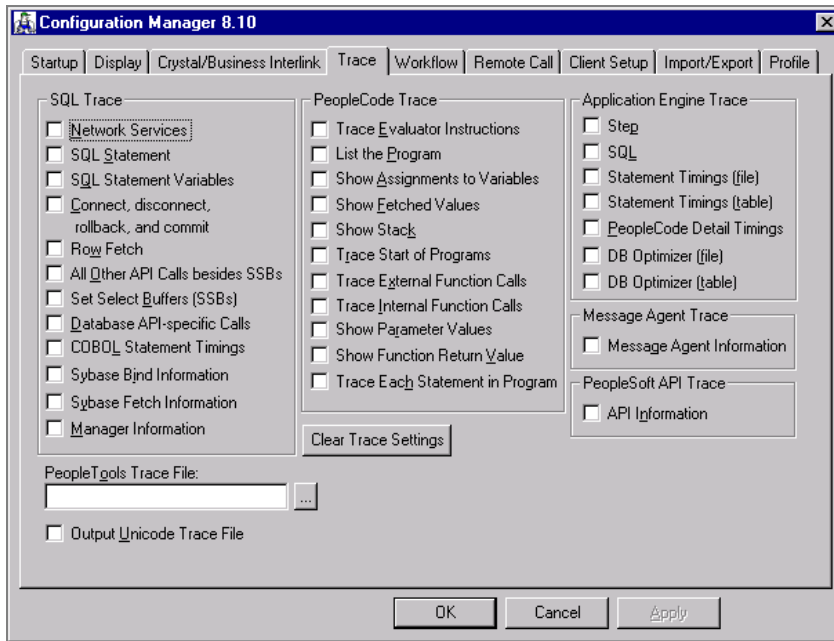 Configuration Manager 8.10
Startup Display Crystal/Business Interlink Trace Workflow Remote Call Client Setup Import/Export Profile
SQL Trace
Network Services
SQL Statement
SQL Statement Variables
Connect, disconnect,
rollback, and commit
Row Fetch
All Other API Calls besides SSBs
Set Select Buffers (SSBs)
Database API-specific Calls
COBOL Statement Timings
Sybase Bind Information
Sybase Fetch Information
Manager Information
PeopleCode Trace
Trace Evaluator Instructions
List the Program
Show Assignments to Variables
Show Fetched Values
Show Stack
Trace Start of Programs
Trace External Function Calls
Trace Internal Function Calls
Show Parameter Values
Show Function Return Value
Trace Each Statement in Program
Clear Trace Settings
Application Engine Trace
Step
SQL
Statement Timings (file)
Statement Timings (table)
PeopleCode Detail Timings
DB Optimizer (file)
DB Optimizer (table)
Message Agent Trace
Message Agent Information
PeopleSoft API Trace
API Information
PeopleTools Trace File:
...
Output Unicode Trace File
OK Cancel Apply